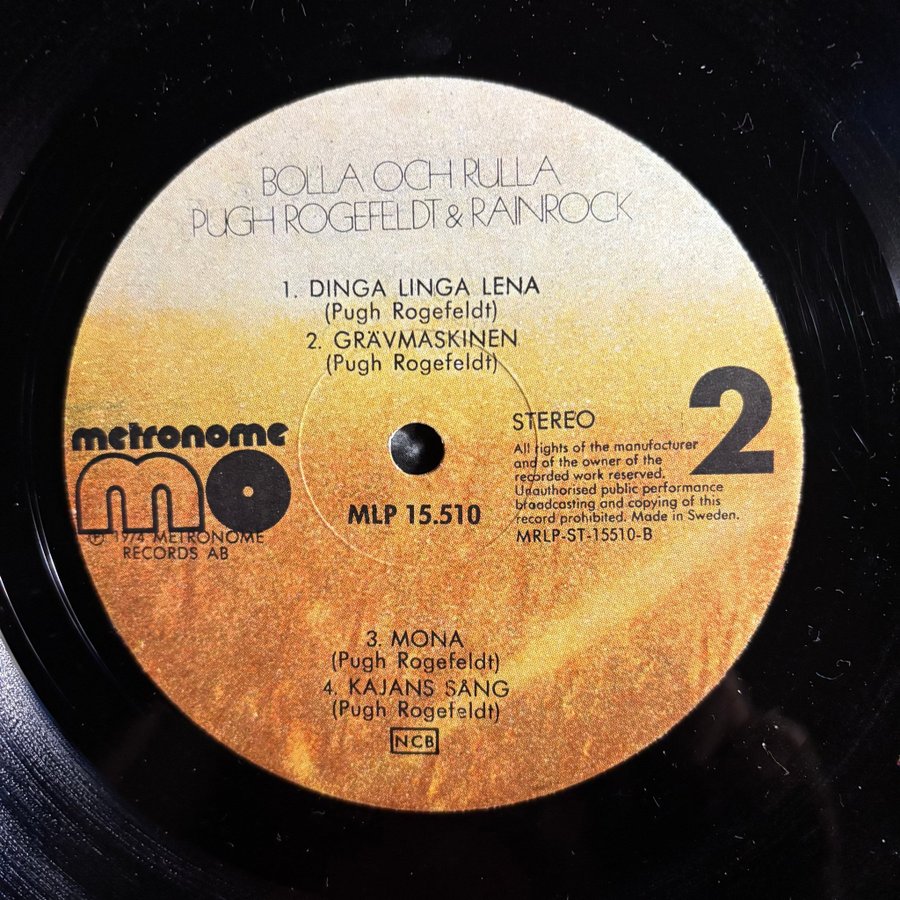 BOLLA OCH RULLA
PUGH ROGEFELDT & RAINROCK
1. DINGA LINGA LENA
(Pugh Rogefeldt)
2. GRÄVMASKINEN
(Pugh Rogefeldt)
metronome
mo
℗ 1974 METRONOME
RECORDS AB
MLP 15.510
STEREO
2
All rights of the manufacturer
and of the owner of the
recorded work reserved.
Unauthorised public performance
broadcasting and copying of this
record prohibited. Made in Sweden.
MRLP-ST-15510-B
3. MONA
(Pugh Rogefeldt)
4. KAJANS SÅNG
(Pugh Rogefeldt)
NCB